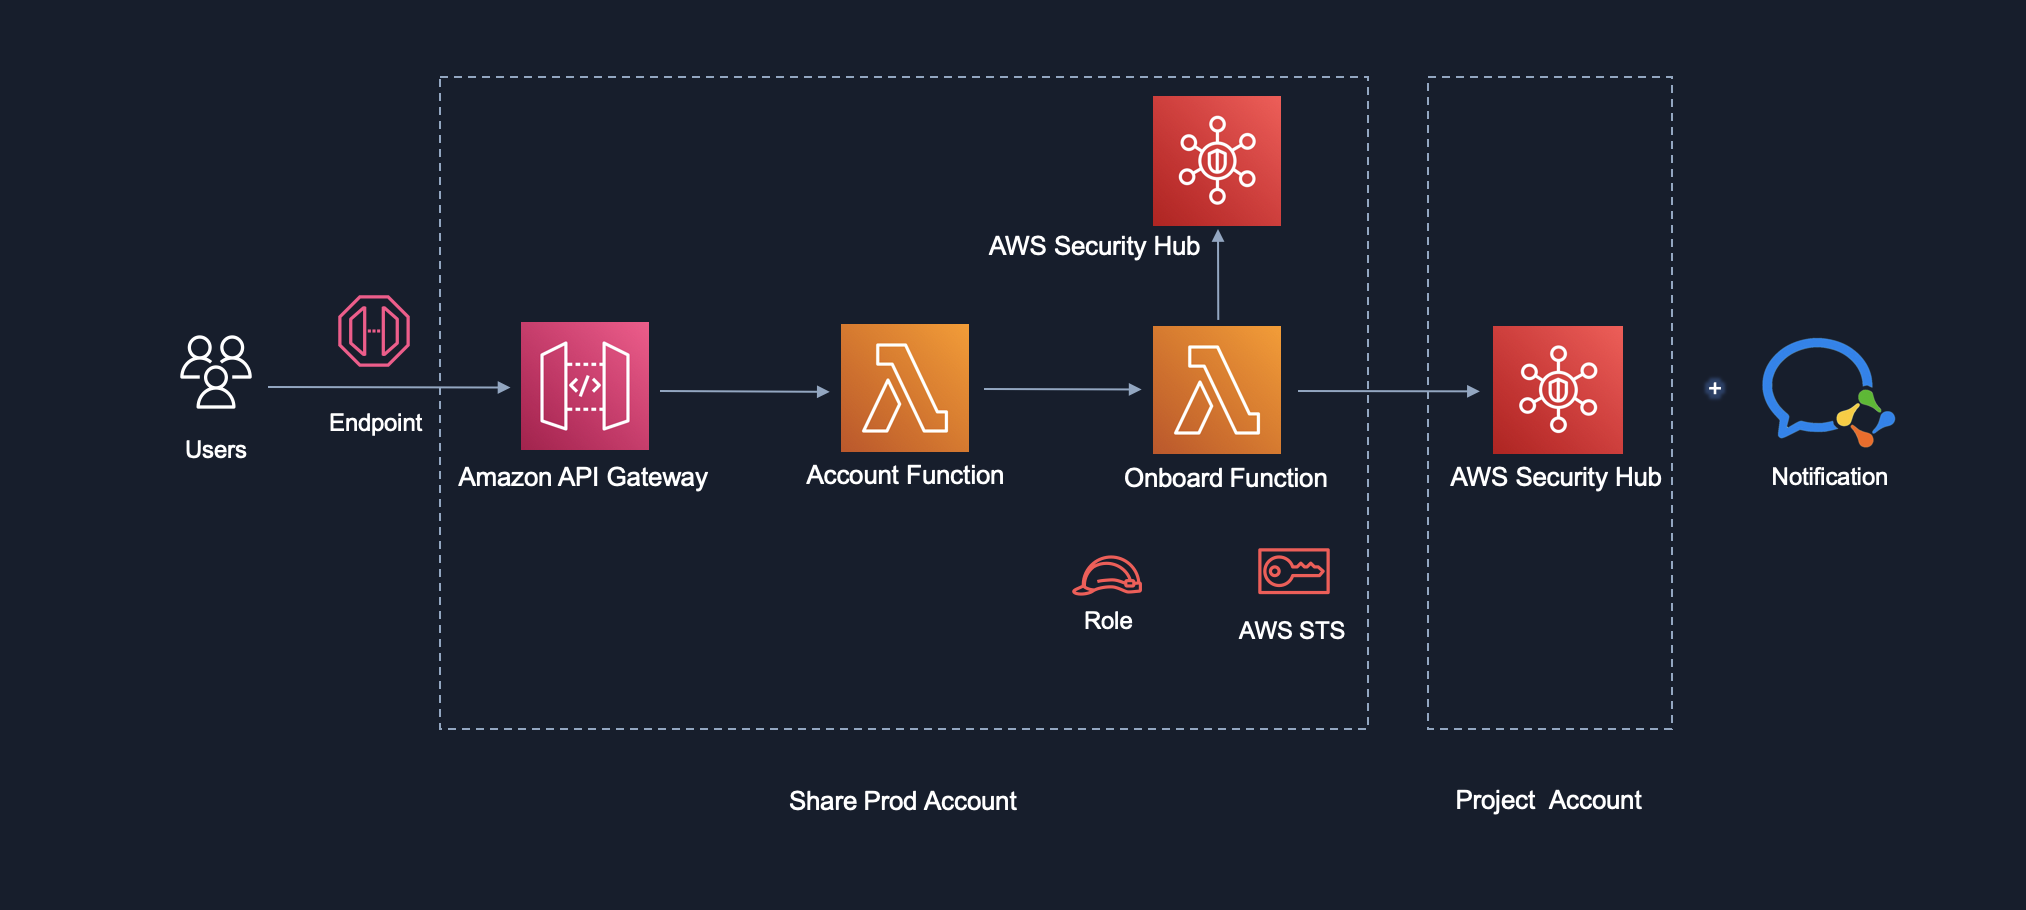 AWS Security Hub
Endpoint
Users
Amazon API Gateway
Account Function
Onboard Function
AWS Security Hub
Notification
Role
AWS STS
Share Prod Account
Project  Account